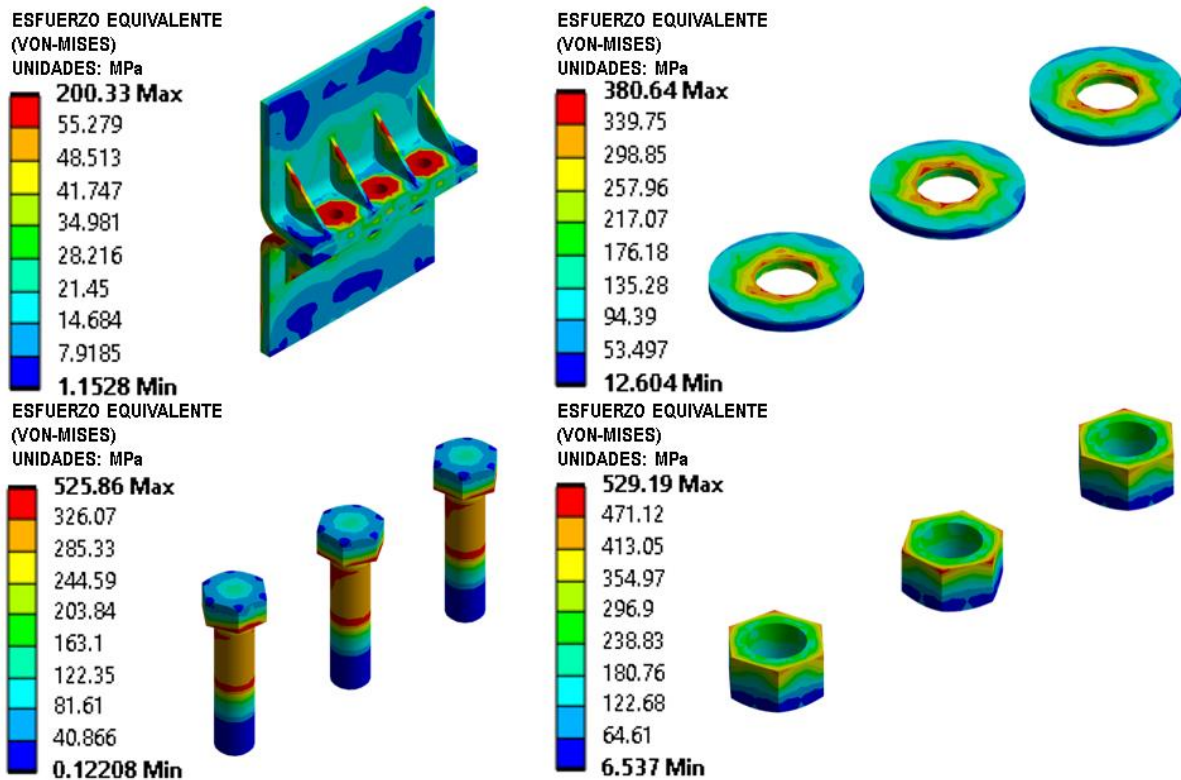 ESFUERZO EQUIVALENTE
(VON-MISES)
UNIDADES: MPa
200.33 Max
55.279
48.513
41.747
34.981
28.216
21.45
14.684
7.9185
1.1528 Min
ESFUERZO EQUIVALENTE
(VON-MISES)
UNIDADES: MPa
380.64 Max
339.75
298.85
257.96
217.07
176.18
135.28
94.39
53.497
12.604 Min
ESFUERZO EQUIVALENTE
(VON-MISES)
UNIDADES: MPa
525.86 Max
326.07
285.33
244.59
203.84
163.1
122.35
81.61
40.866
0.12208 Min
ESFUERZO EQUIVALENTE
(VON-MISES)
UNIDADES: MPa
529.19 Max
471.12
413.05
354.97
296.9
238.83
180.76
122.68
64.61
6.537 Min